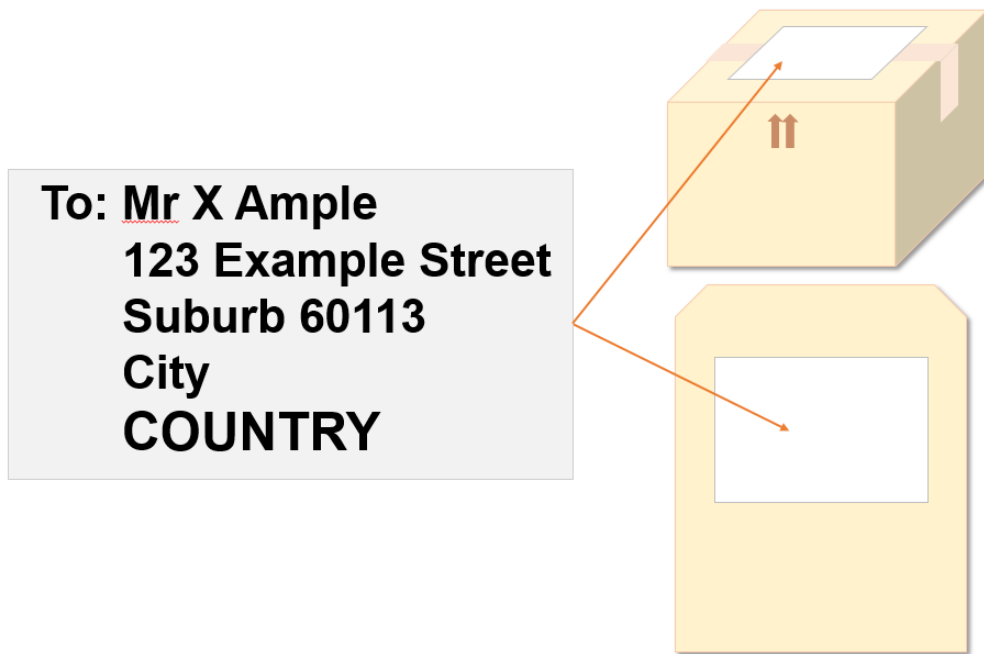 To: Mr X Ample
123 Example Street
Suburb 60113
City
COUNTRY